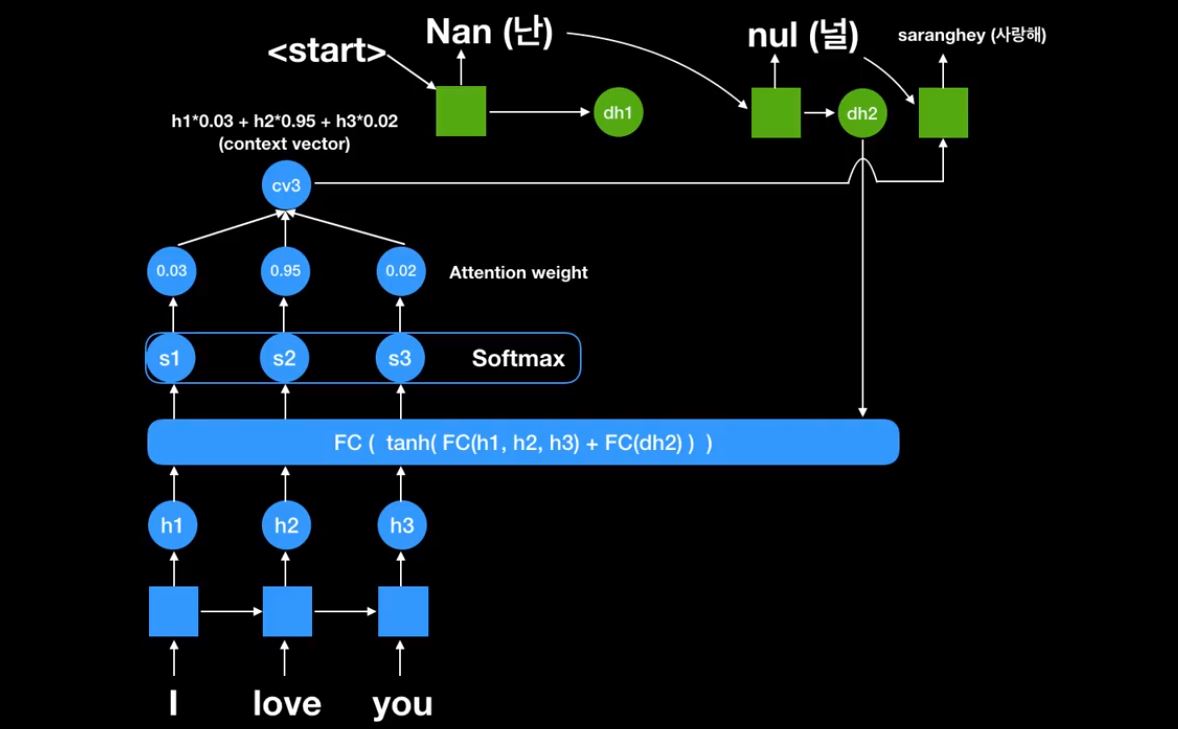 <start>
Nan (난)
nul (널)
saranghey (사랑해)
dh1
dh2
h1*0.03 + h2*0.95 + h3*0.02
(context vector)
cv3
0.03
0.95
0.02
Attention weight
s1
s2
s3
Softmax
FC ( tanh( FC(h1, h2, h3) + FC(dh2) ) )
h1
h2
h3
I
love
you